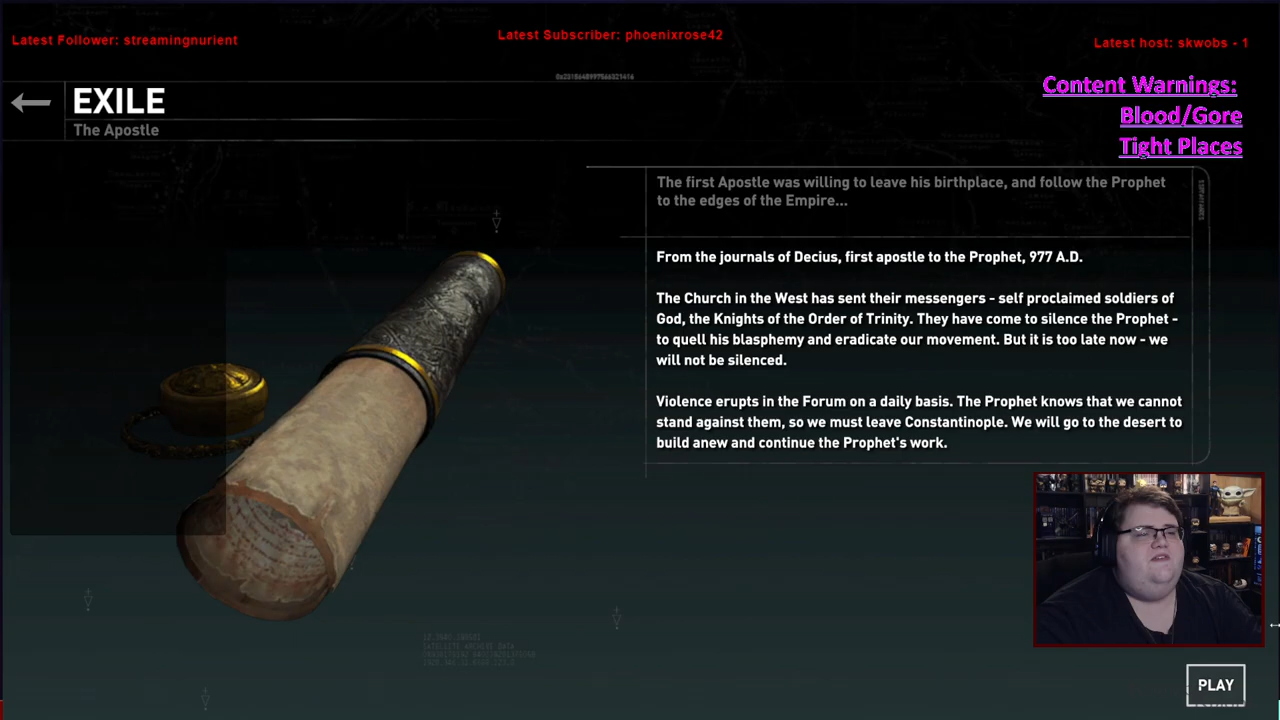 Latest Follower: streamingnurient
Latest Subscriber: phoenixrose42
Latest host: skwobs - 1
Content Warnings:
Blood/Gore
Tight Places
EXILE
The Apostle
The first Apostle was willing to leave his birthplace, and follow the Prophet
to the edges of the Empire...
From the journals of Decius, first apostle to the Prophet, 977 A.D.
The Church in the West has sent their messengers - self proclaimed soldiers of
God, the Knights of the Order of Trinity. They have come to silence the Prophet -
to quell his blasphemy and eradicate our movement. But it is too late now - we
will not be silenced.
Violence erupts in the Forum on a daily basis. The Prophet knows that we cannot
stand against them, so we must leave Constantinople. We will go to the desert to
build anew and continue the Prophet's work.
SATELLITE ARCHIVE DATA
PLAY